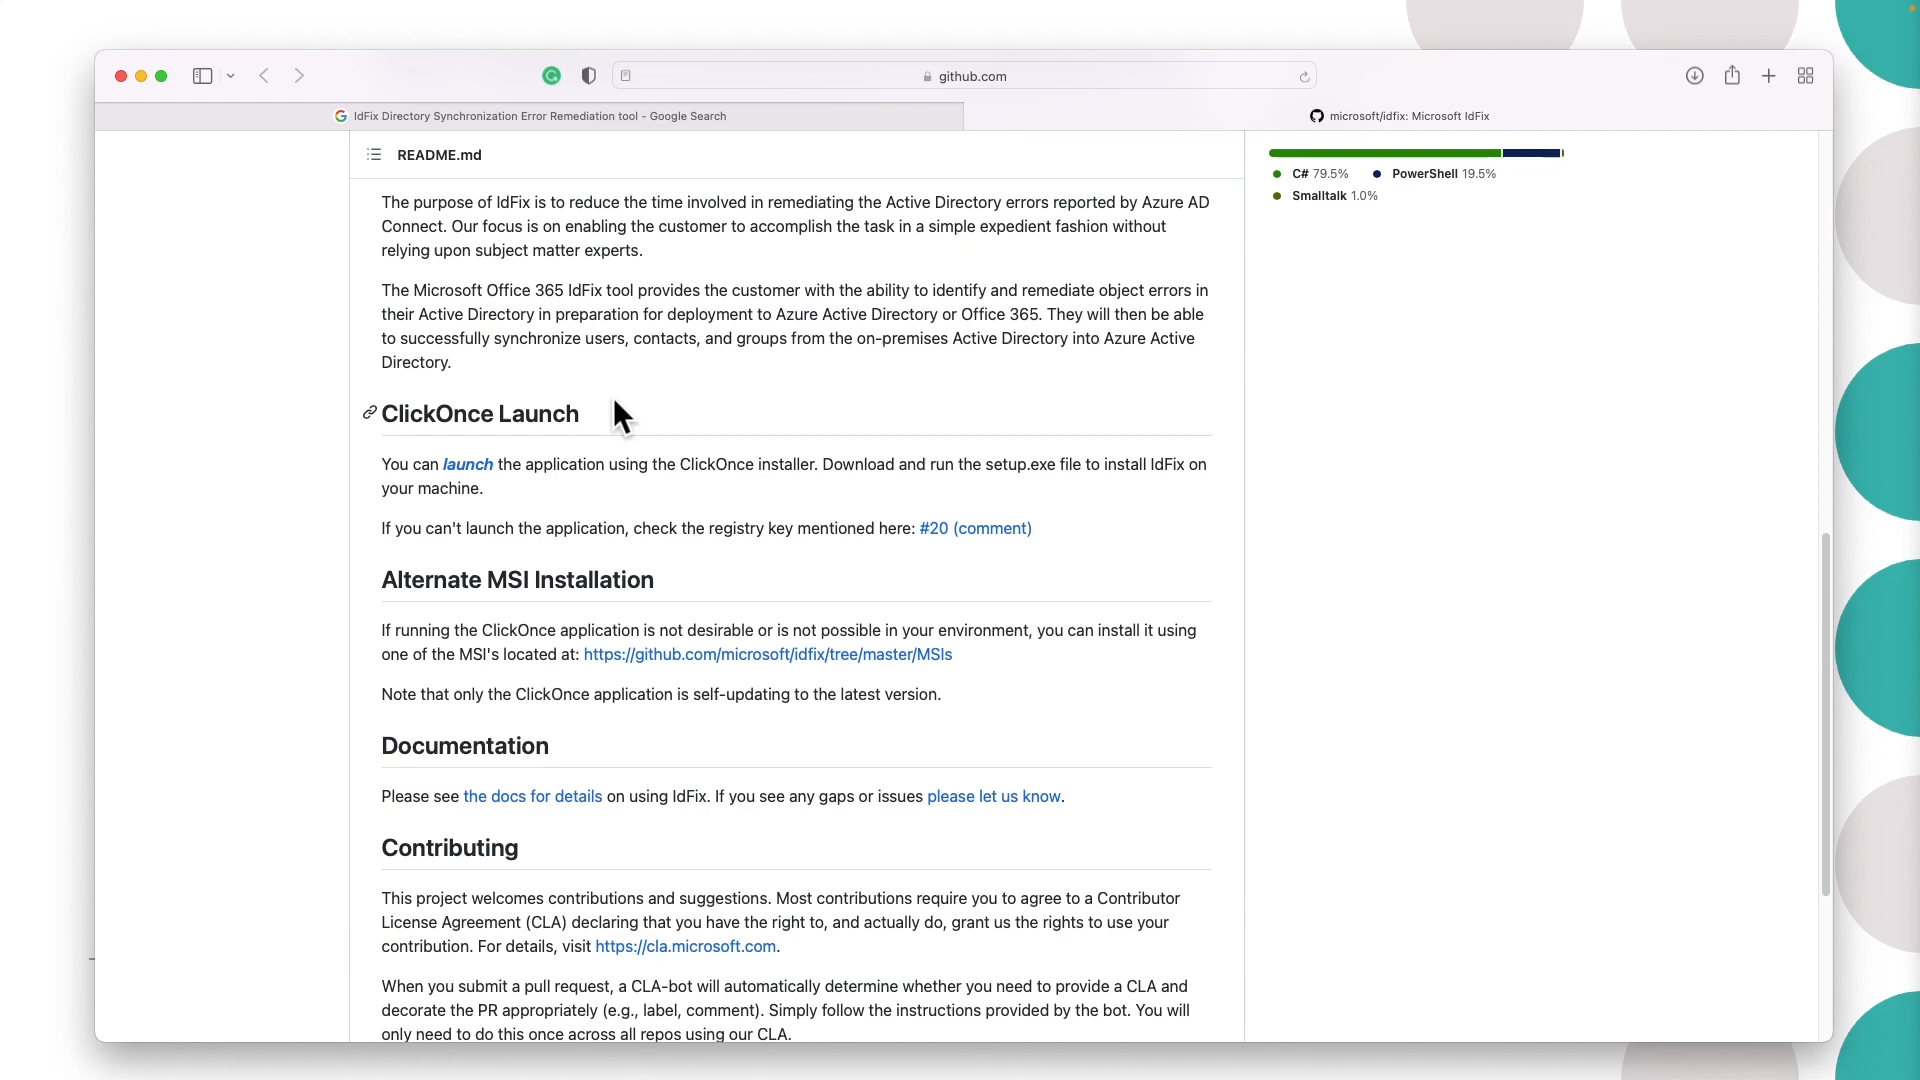 github.com
IdFix Directory Synchronization Error Remediation tool - Google Search
microsoft/idfix: Microsoft IdFix
README.md
The purpose of IdFix is to reduce the time involved in remediating the Active Directory errors reported by Azure AD
Connect. Our focus is on enabling the customer to accomplish the task in a simple expedient fashion without
relying upon subject matter experts.
The Microsoft Office 365 IdFix tool provides the customer with the ability to identify and remediate object errors in
their Active Directory in preparation for deployment to Azure Active Directory or Office 365. They will then be able
to successfully synchronize users, contacts, and groups from the on-premises Active Directory into Azure Active
Directory.
ClickOnce Launch
You can launch the application using the ClickOnce installer. Download and run the setup.exe file to install IdFix on
your machine.
If you can't launch the application, check the registry key mentioned here: #20 (comment)
Alternate MSI Installation
If running the ClickOnce application is not desirable or is not possible in your environment, you can install it using
one of the MSI's located at: https://github.com/microsoft/idfix/tree/master/MSIs
Note that only the ClickOnce application is self-updating to the latest version.
Documentation
Please see the docs for details on using IdFix. If you see any gaps or issues please let us know.
Contributing
This project welcomes contributions and suggestions. Most contributions require you to agree to a Contributor
License Agreement (CLA) declaring that you have the right to, and actually do, grant us the rights to use your
contribution. For details, visit https://cla.microsoft.com.
When you submit a pull request, a CLA-bot will automatically determine whether you need to provide a CLA and
decorate the PR appropriately (e.g., label, comment). Simply follow the instructions provided by the bot. You will
only need to do this once across all repos using our CLA.
C# 79.5% PowerShell 19.5%
Smalltalk 1.0%